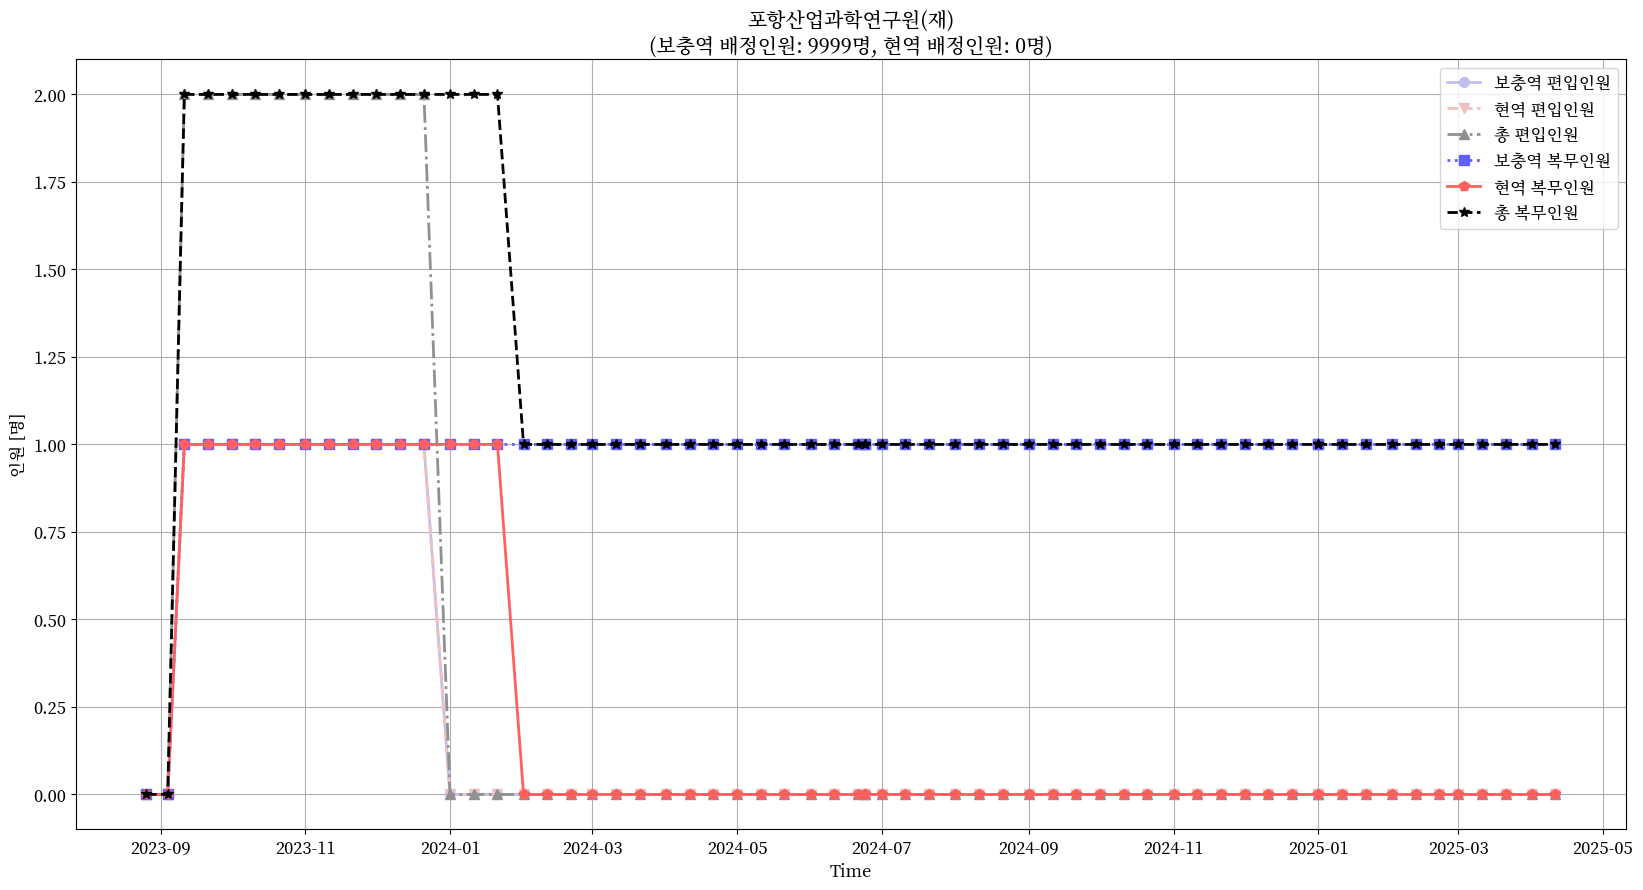 포항산업과학연구원(재)
(보충역 배정인원: 9999명, 현역 배정인원: 0명)
보충역 편입인원
현역 편입인원
총 편입인원
보충역 복무인원
현역 복무인원
총 복무인원
2.00
1.75
1.50
1.25
1.00
0.75
0.50
0.25
0.00
인원 [명]
2023-09 2023-11 2024-01 2024-03 2024-05 2024-07 2024-09 2024-11 2025-01 2025-03 2025-05
Time